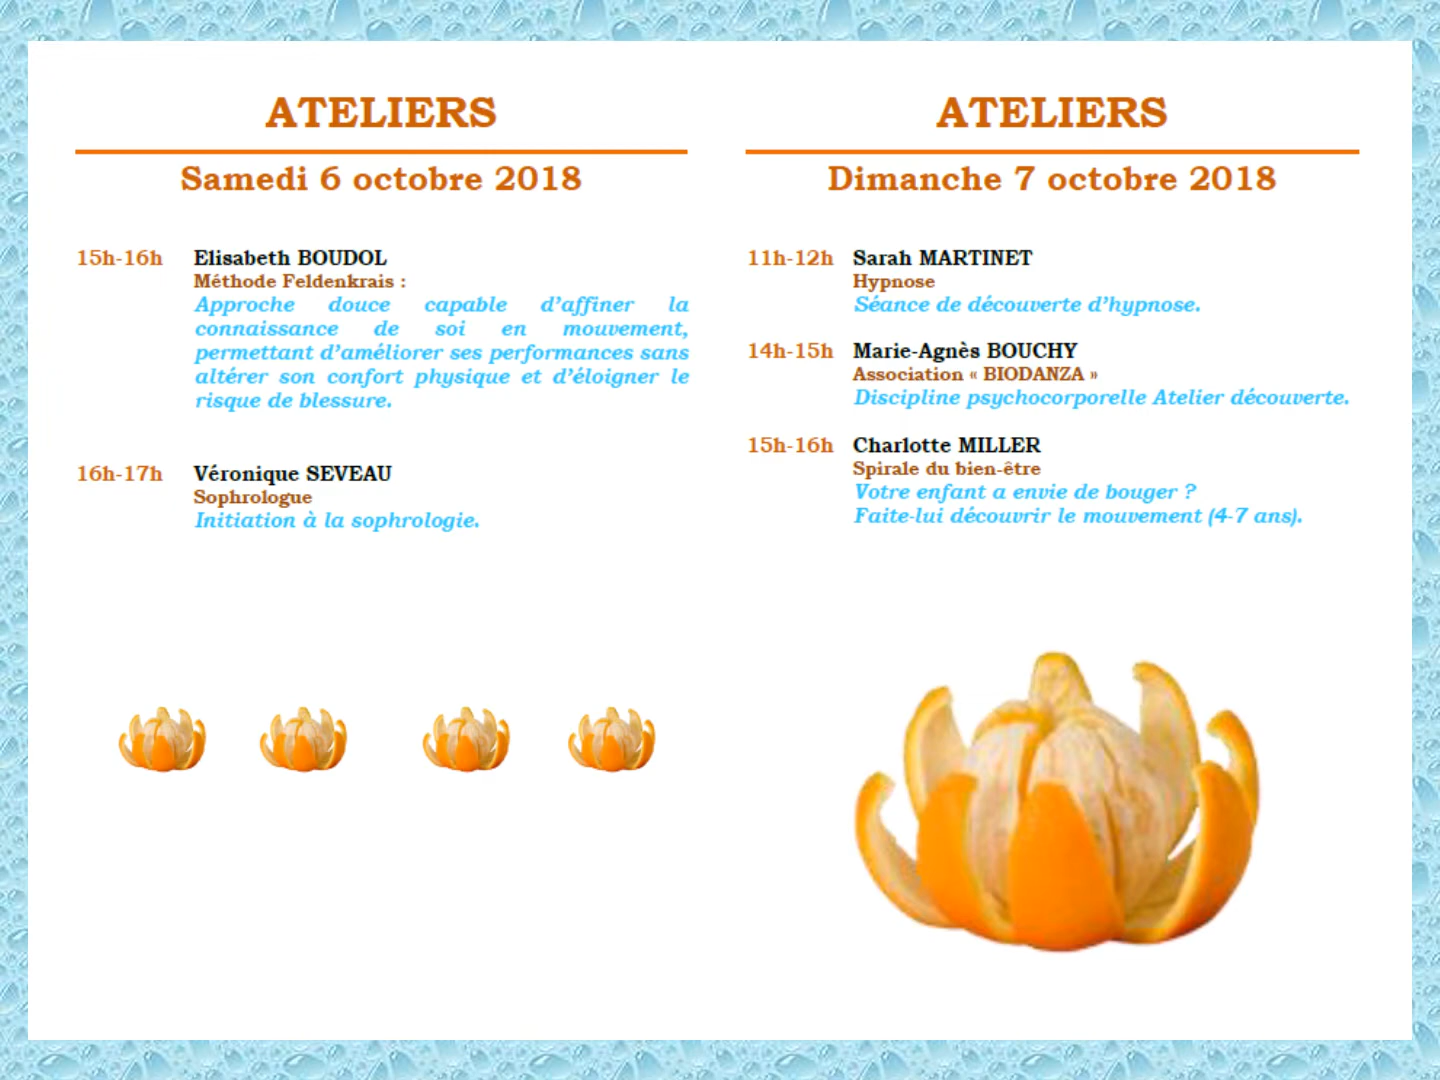 ATELIERS
Samedi 6 octobre 2018
15h-16h Elisabeth BOUDOL
Méthode Feldenkrais :
Approche douce capable d’affiner la
connaissance de soi en mouvement,
permettant d’améliorer ses performances sans
altérer son confort physique et d’éloigner le
risque de blessure.
16h-17h Véronique SEVEAU
Sophrologue
Initiation à la sophrologie.
ATELIERS
Dimanche 7 octobre 2018
11h-12h Sarah MARTINET
Hypnose
Séance de découverte d’hypnose.
14h-15h Marie-Agnès BOUCHY
Association « BIODANZA »
Discipline psychocorporelle Atelier découverte.
15h-16h Charlotte MILLER
Spirale du bien-être
Votre enfant a envie de bouger ?
Faite-lui découvrir le mouvement (4-7 ans).